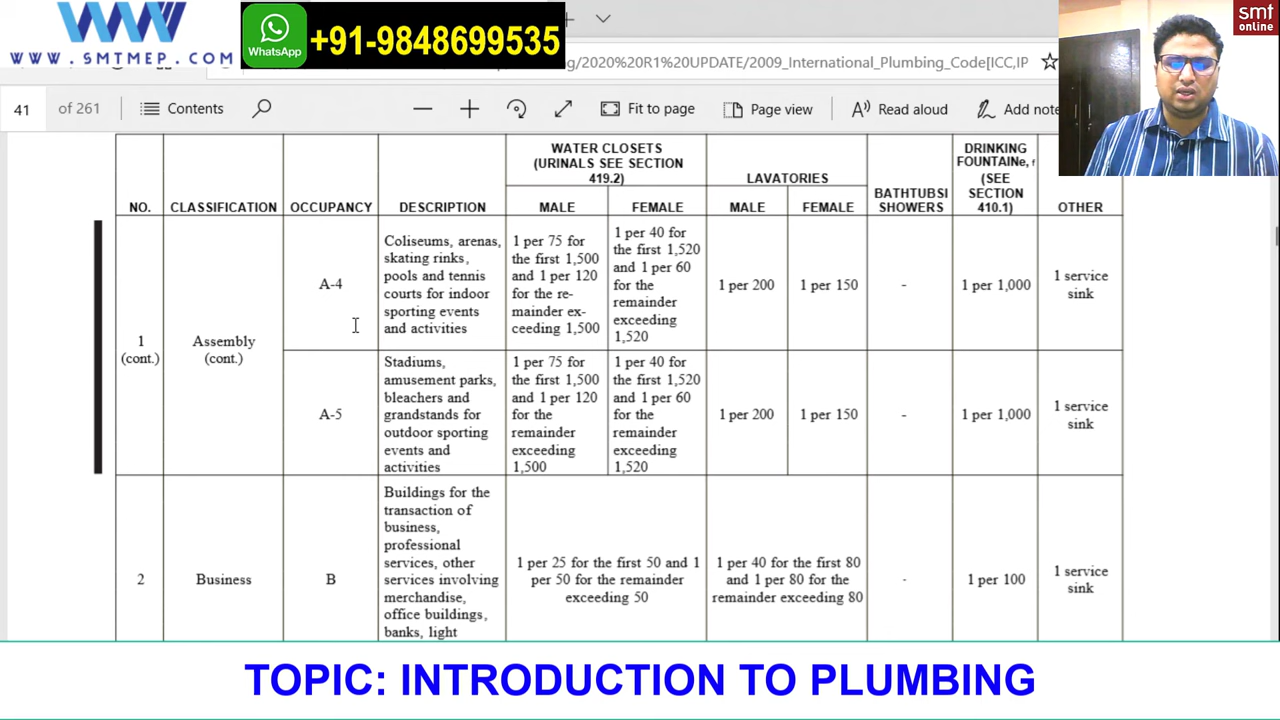 WWW.SMTMEP.COM
WhatsApp
+91-9848699535
smt
online
ng/2020%20R1%20UPDATE/2009_International_Plumbing_Code[ICC,IP
41
of 261
Contents
Fit to page
Page view
Read aloud
Add note
NO.
CLASSIFICATION
OCCUPANCY
DESCRIPTION
WATER CLOSETS
(URINALS SEE SECTION
419.2)
MALE
FEMALE
LAVATORIES
MALE
FEMALE
BATHTUBSI
SHOWERS
DRINKING
FOUNTAINe, f
(SEE
SECTION
410.1)
OTHER
1
(cont.)
Assembly
(cont.)
A-4
Coliseums, arenas,
skating rinks,
pools and tennis
courts for indoor
sporting events
and activities
1 per 75 for
the first 1,500
and 1 per 120
for the re-
mainder ex-
ceeding 1,500
1 per 40 for
the first 1,520
and 1 per 60
for the
remainder
exceeding
1,520
1 per 200
1 per 150
-
1 per 1,000
1 service
sink
A-5
Stadiums,
amusement parks,
bleachers and
grandstands for
outdoor sporting
events and
activities
1 per 75 for
the first 1,500
and 1 per 120
for the
remainder
exceeding
1,500
1 per 40 for
the first 1,520
and 1 per 60
for the
remainder
exceeding
1,520
1 per 200
1 per 150
-
1 per 1,000
1 service
sink
2
Business
B
Buildings for the
transaction of
business,
professional
services, other
services involving
merchandise,
office buildings,
banks, light
1 per 25 for the first 50 and 1
per 50 for the remainder
exceeding 50
1 per 40 for the first 80
and 1 per 80 for the
remainder exceeding 80
-
1 per 100
1 service
sink
TOPIC: INTRODUCTION TO PLUMBING